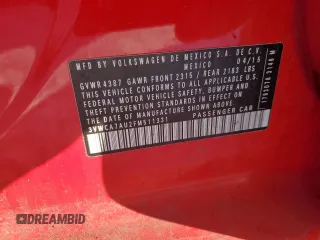 MFD BY VOLKSWAGEN DE MEXICO S.A. DE C.V.
MEXICO 04/15
GVWR 4387 GAWR FRONT 2315 / REAR 2183 LBS
THIS VEHICLE CONFORMS TO ALL APPLICABLE
U.S. FEDERAL MOTOR VEHICLE SAFETY, BUMPER,
AND THEFT PREVENTION STANDARDS IN EFFECT ON
THE DATE OF MANUFACTURE SHOWN ABOVE.
3VWCA7AU2FM511331 PASSENGER CAR
DREAMBID